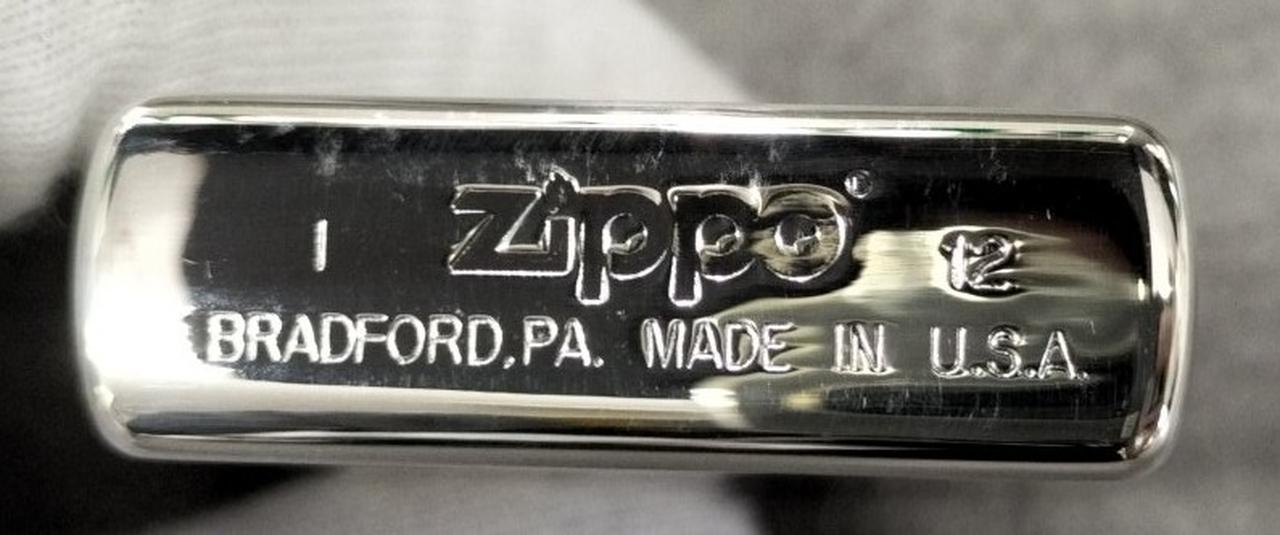 I zippo® 12
BRADFORD, PA. MADE IN U.S.A.